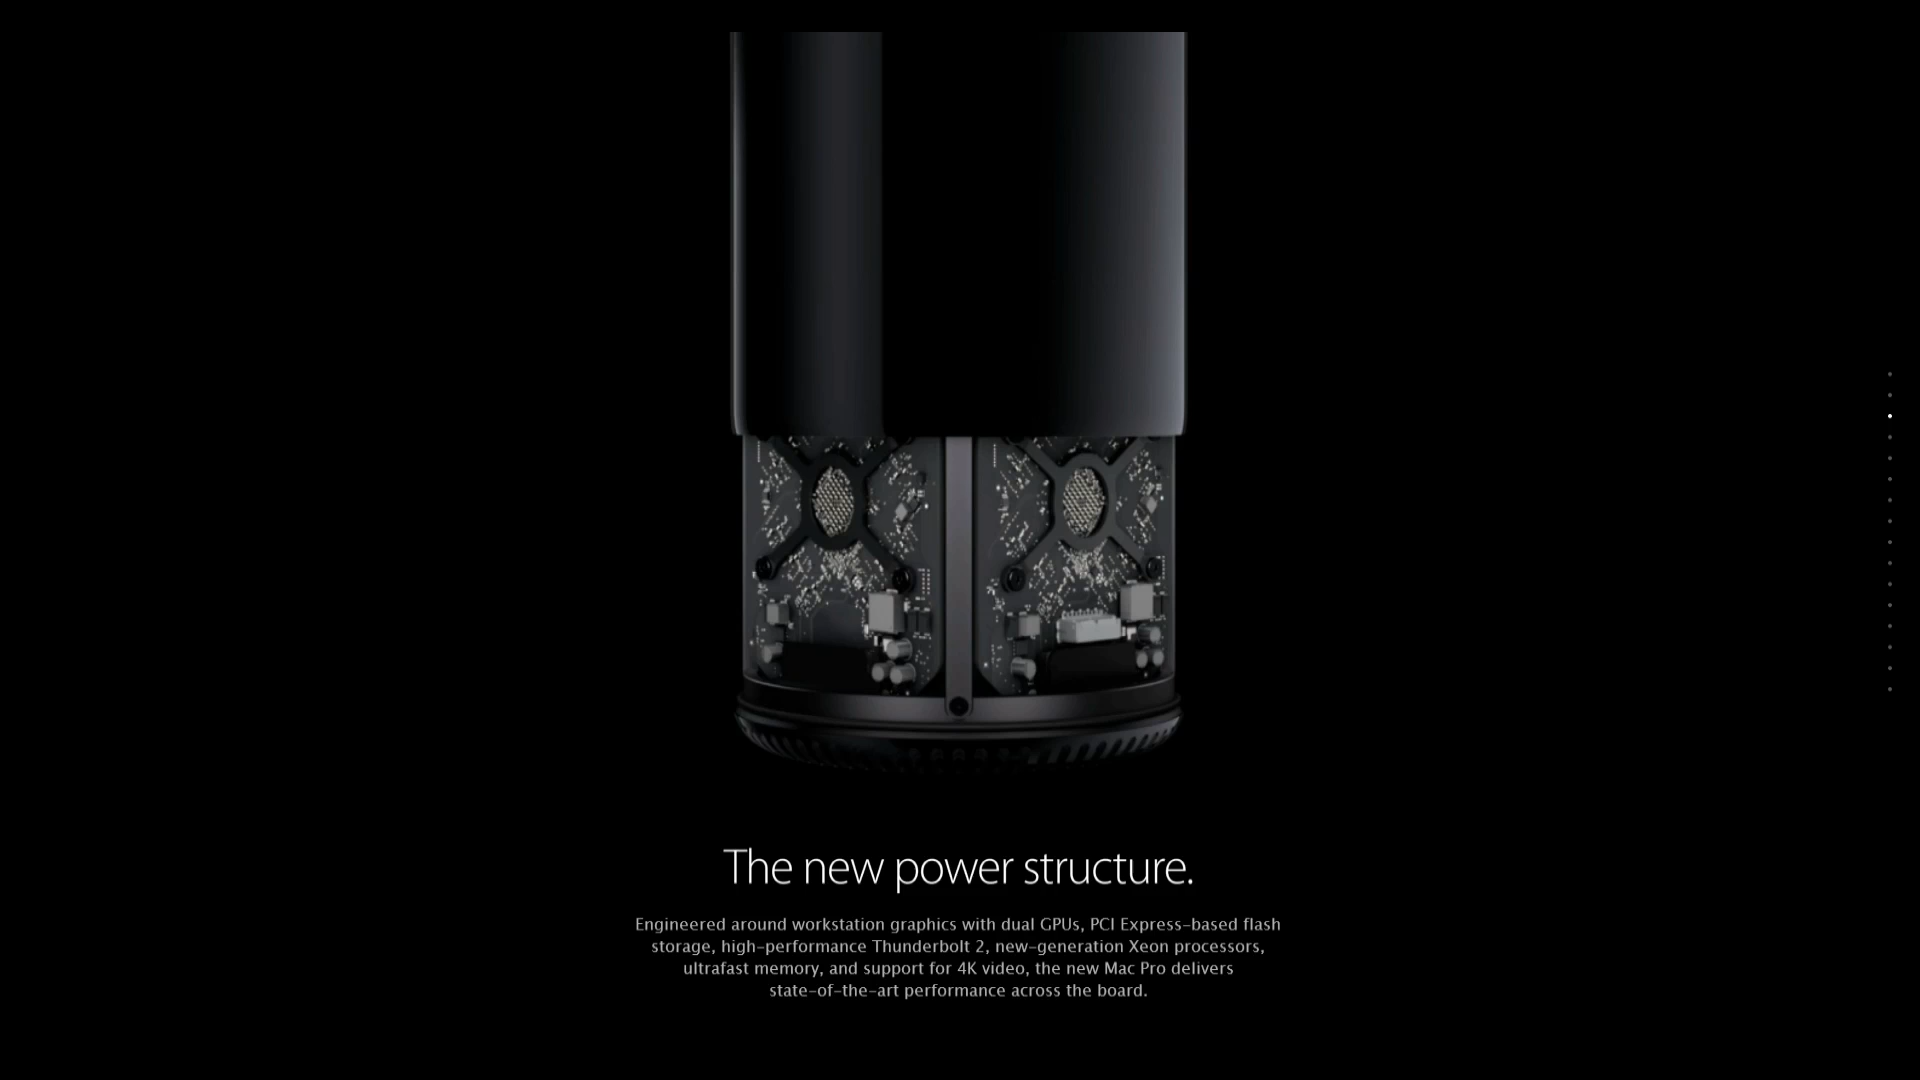 The new power structure.
Engineered around workstation graphics with dual GPUs, PCI Express-based flash
storage, high-performance Thunderbolt 2, new-generation Xeon processors,
ultrafast memory, and support for 4K video, the new Mac Pro delivers
state-of-the-art performance across the board.